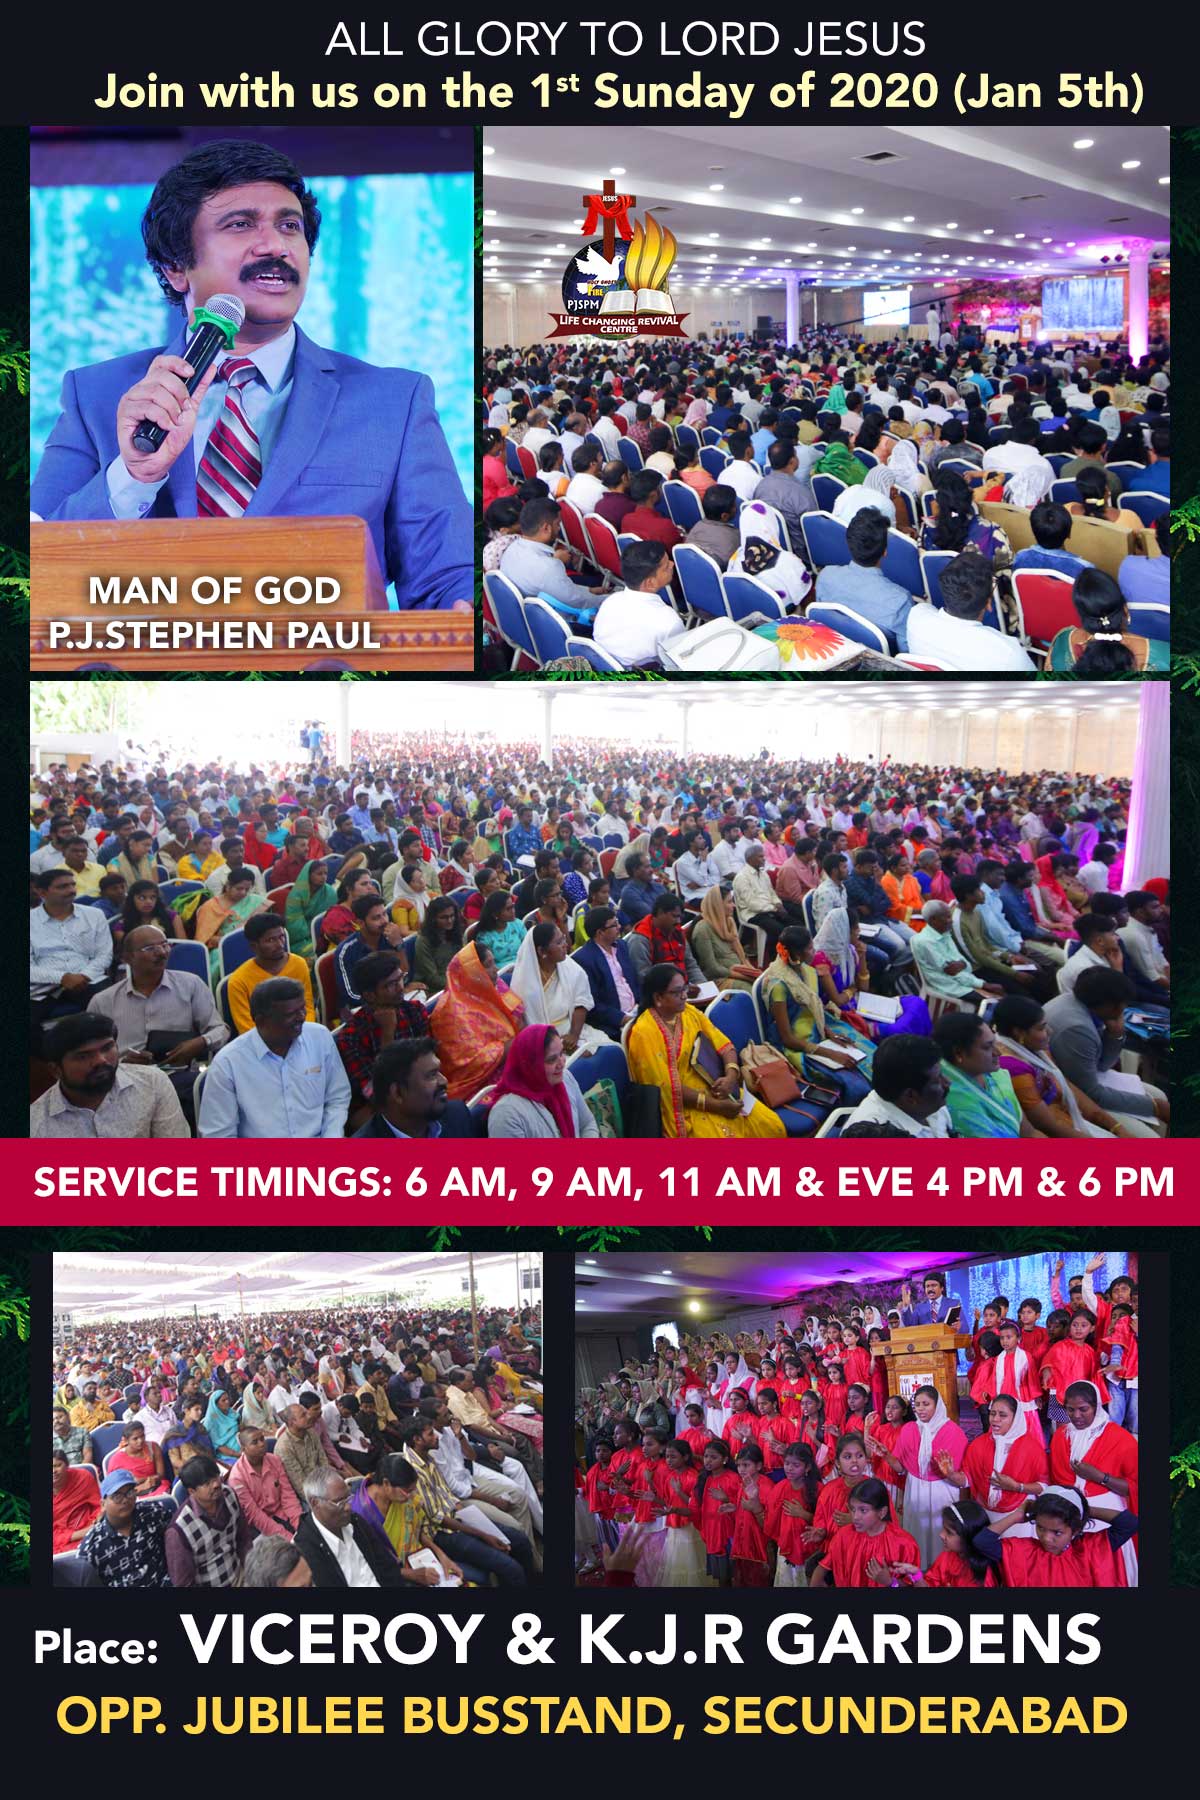 ALL GLORY TO LORD JESUS
Join with us on the 1st Sunday of 2020 (Jan 5th)
JESUS
HOLY GHOST
FIRE
PJSPM
LIFE CHANGING REVIVAL
CENTRE
MAN OF GOD
P.J.STEPHEN PAUL
SERVICE TIMINGS: 6 AM, 9 AM, 11 AM & EVE 4 PM & 6 PM
Place: VICEROY & K.J.R GARDENS
OPP. JUBILEE BUSSTAND, SECUNDERABAD